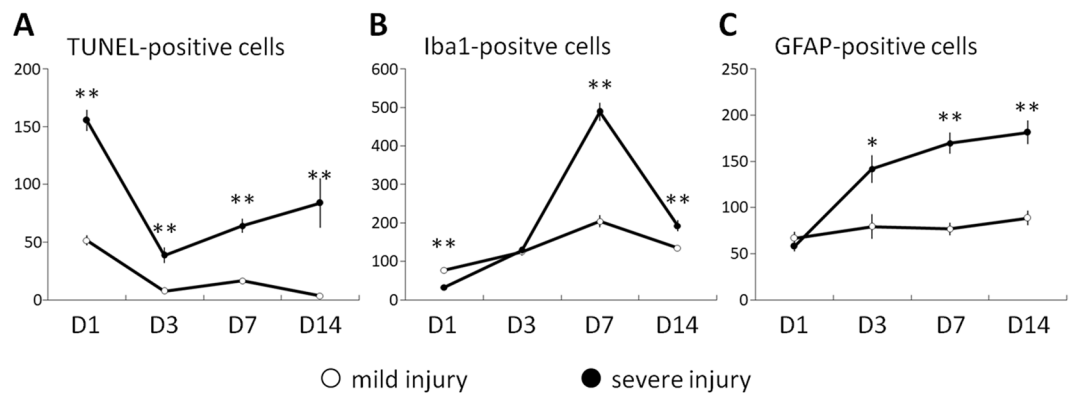 A
TUNEL-positive cells
200
**
150
100
**
**
**
50
0
D1 D3 D7 D14
B
Iba1-positve cells
600
**
500
400
300
**
200
**
100
0
D1 D3 D7 D14
C
GFAP-positive cells
250
200
**
**
*
150
100
50
0
D1 D3 D7 D14
mild injury severe injury